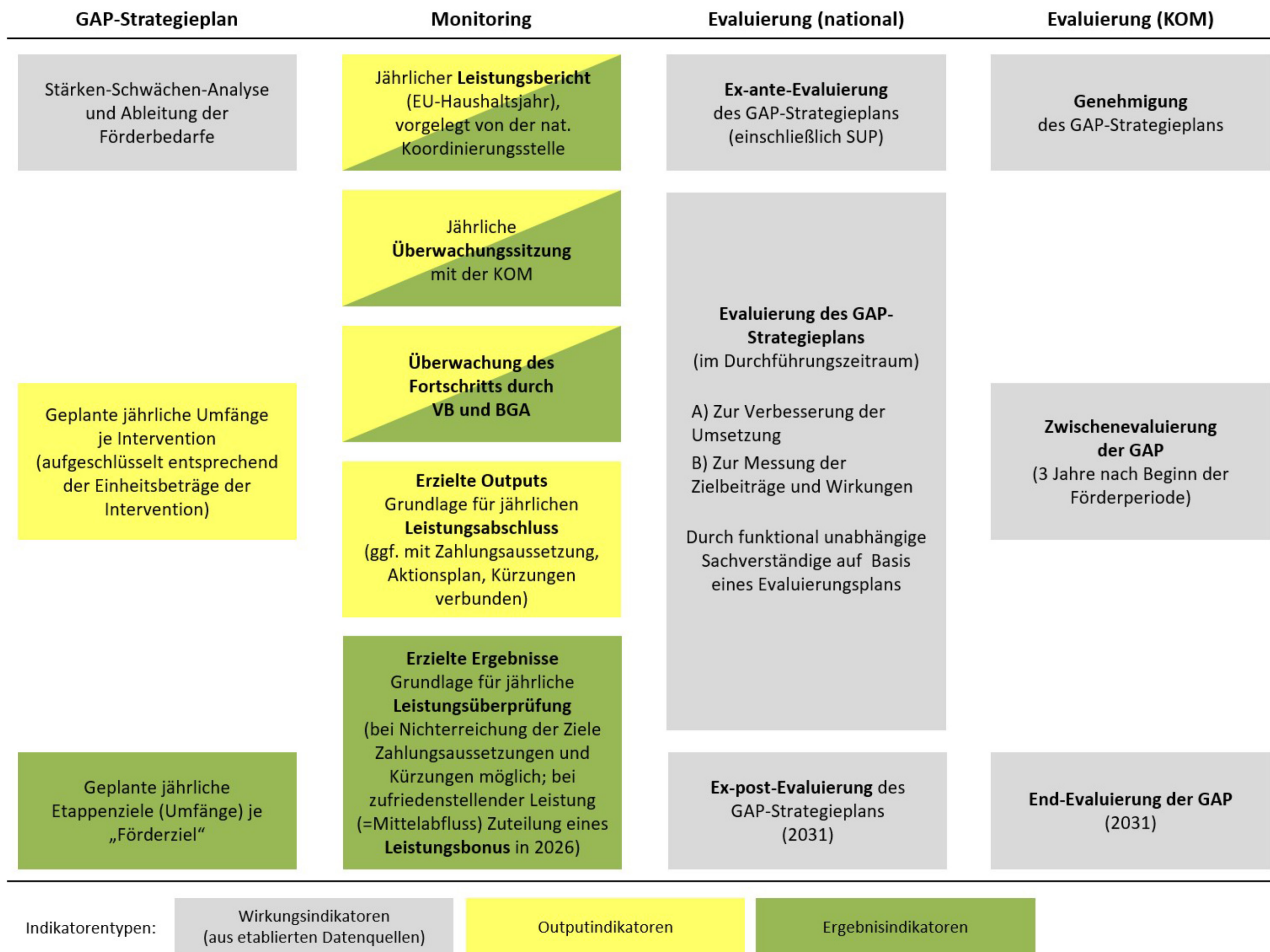 GAP-Strategieplan
Monitoring
Evaluierung (national)
Evaluierung (KOM)
Stärken-Schwächen-Analyse
und Ableitung der
Förderbedarfe
Jährlicher Leistungsbericht
(EU-Haushaltsjahr),
vorgelegt von der nat.
Koordinierungsstelle
Ex-ante-Evaluierung
des GAP-Strategieplans
(einschließlich SUP)
Genehmigung
des GAP-Strategieplans
Jährliche
Überwachungssitzung
mit der KOM
Überwachung des
Fortschritts durch
VB und BGA
Evaluierung des GAP-
Strategieplans
(im Durchführungszeitraum)
A) Zur Verbesserung der
Umsetzung
B) Zur Messung der
Zielbeiträge und Wirkungen
Durch funktional unabhängige
Sachverständige auf Basis
eines Evaluierungsplans
Geplante jährliche Umfänge
je Intervention
(aufgeschlüsselt entsprechend
der Einheitsbeträge der
Intervention)
Zwischenevaluierung
der GAP
(3 Jahre nach Beginn der
Förderperiode)
Erzielte Outputs
Grundlage für jährlichen
Leistungsabschluss
(ggf. mit Zahlungsaussetzung,
Aktionsplan, Kürzungen
verbunden)
Erzielte Ergebnisse
Grundlage für jährliche
Leistungsüberprüfung
(bei Nichterreichung der Ziele
Zahlungsaussetzungen und
Kürzungen möglich; bei
zufriedenstellender Leistung
(=Mittelabfluss) Zuteilung eines
Leistungsbonus in 2026)
Geplante jährliche
Etappenziele (Umfänge) je
„Förderziel“
Ex-post-Evaluierung des
GAP-Strategieplans
(2031)
End-Evaluierung der GAP
(2031)
Indikatorentypen:
Wirkungsindikatoren
(aus etablierten Datenquellen)
Outputindikatoren
Ergebnisindikatoren